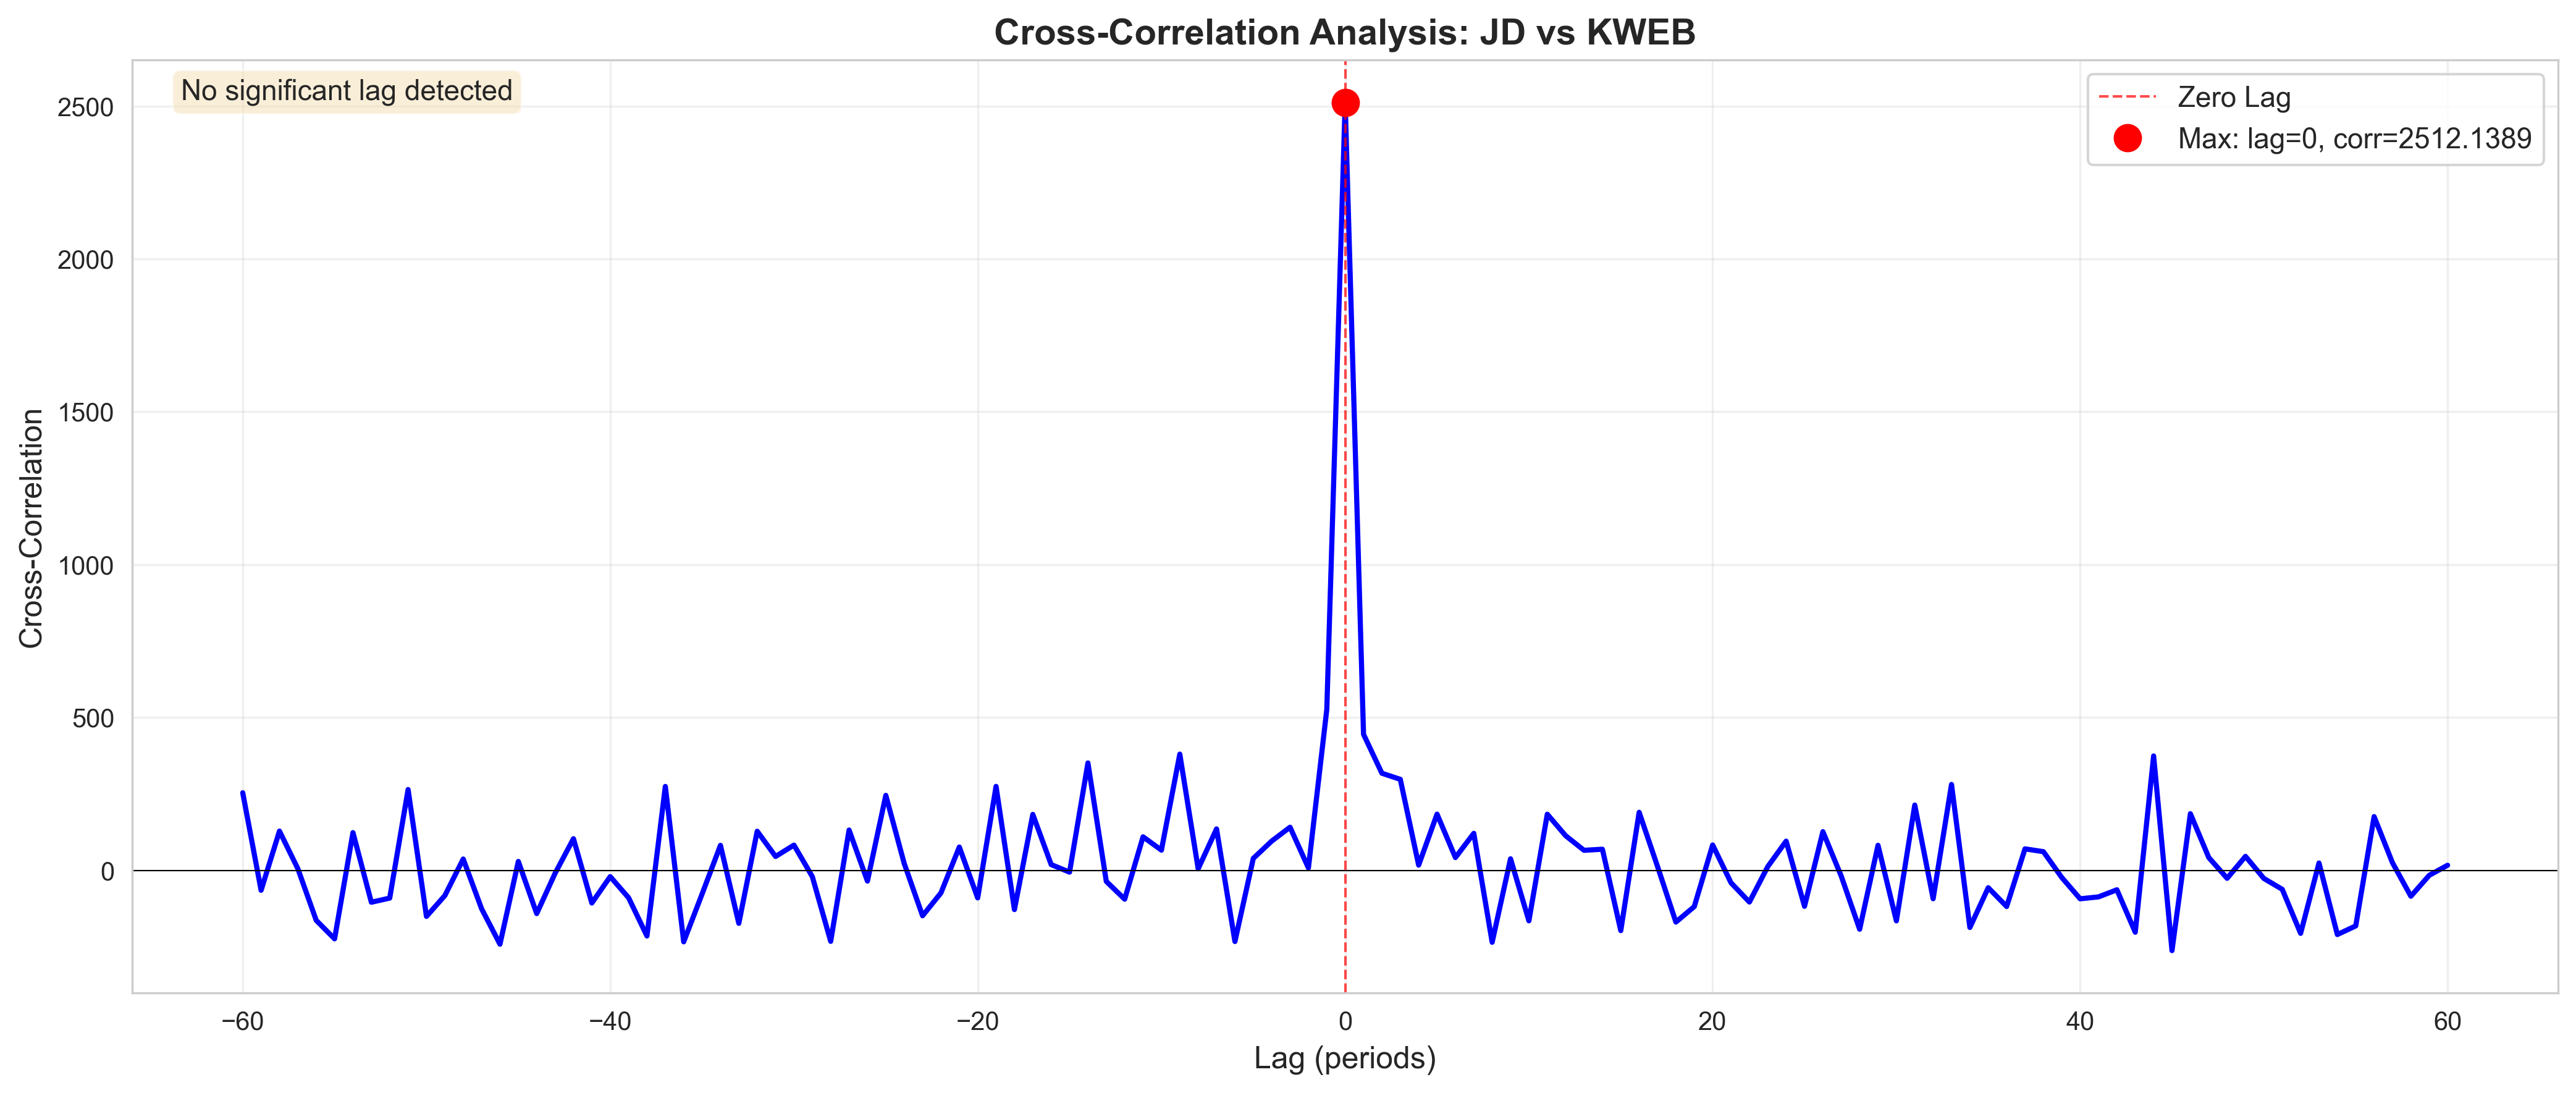 Cross-Correlation Analysis: JD vs KWEB
No significant lag detected
Zero Lag
Max: lag=0, corr=2512.1389
Cross-Correlation
2500
2000
1500
1000
500
0
−60
−40
−20
0
20
40
60
Lag (periods)